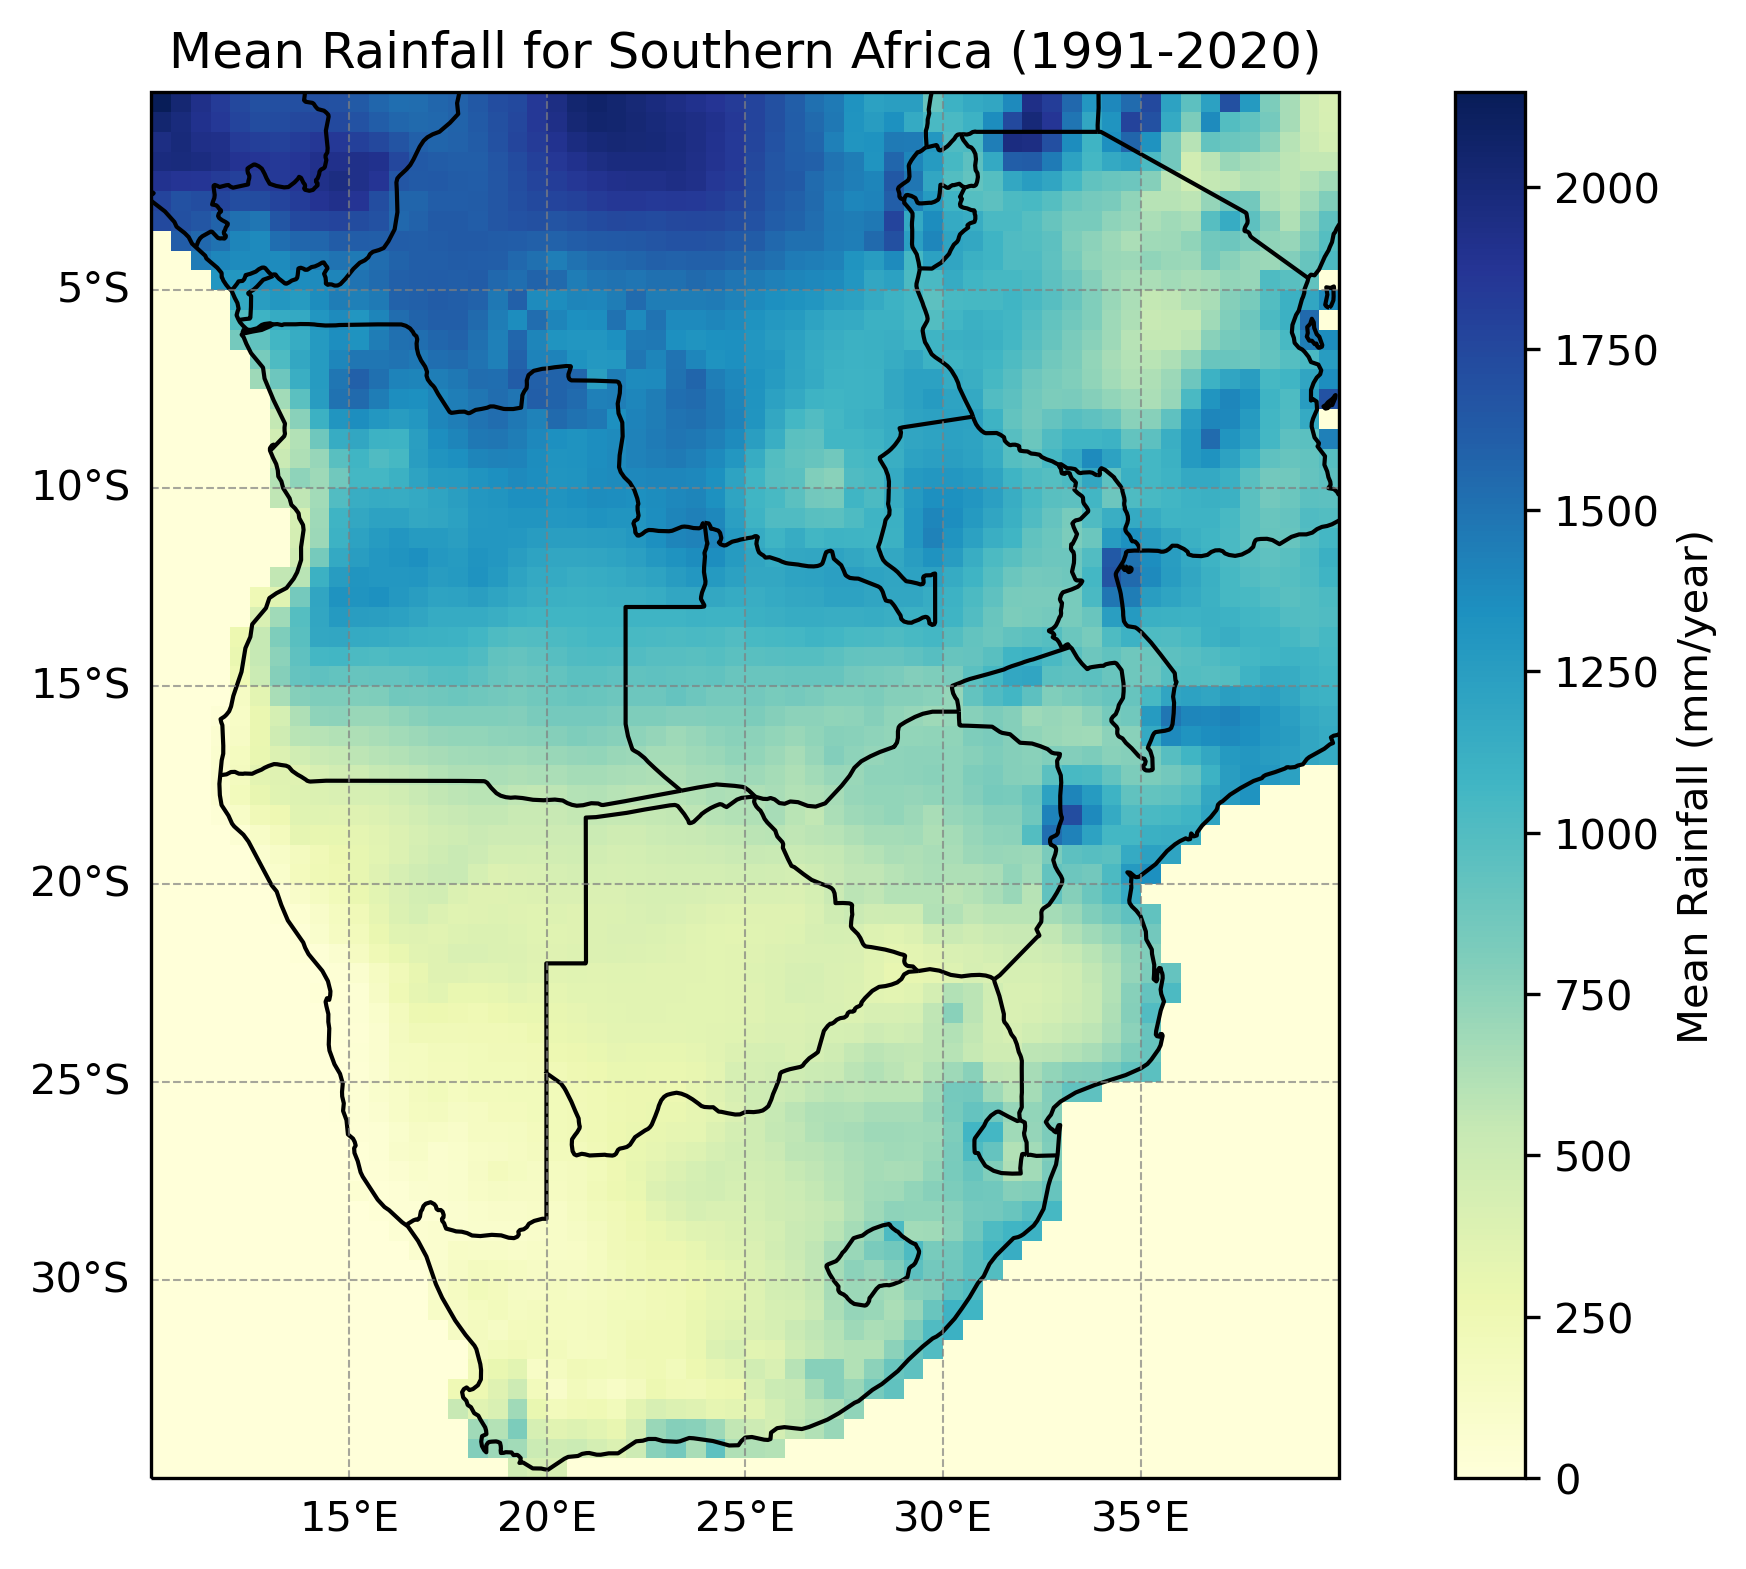 Mean Rainfall for Southern Africa (1991-2020)
5°S
10°S
15°S
20°S
25°S
30°S
15°E
20°E
25°E
30°E
35°E
2000
1750
1500
1250
1000
750
500
250
0
Mean Rainfall (mm/year)